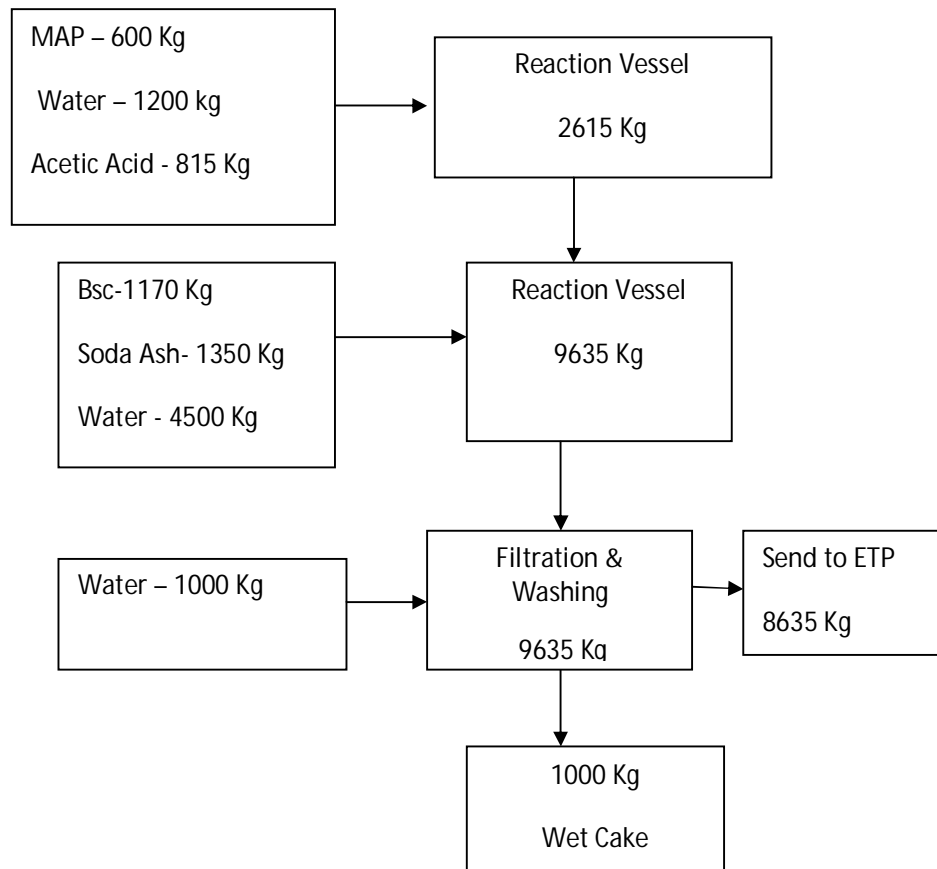 MAP – 600 Kg
Water – 1200 kg
Acetic Acid - 815 Kg
Reaction Vessel
2615 Kg
Bsc-1170 Kg
Soda Ash- 1350 Kg
Water - 4500 Kg
Reaction Vessel
9635 Kg
Water – 1000 Kg
Filtration &
Washing
9635 Kg
Send to ETP
8635 Kg
1000 Kg
Wet Cake